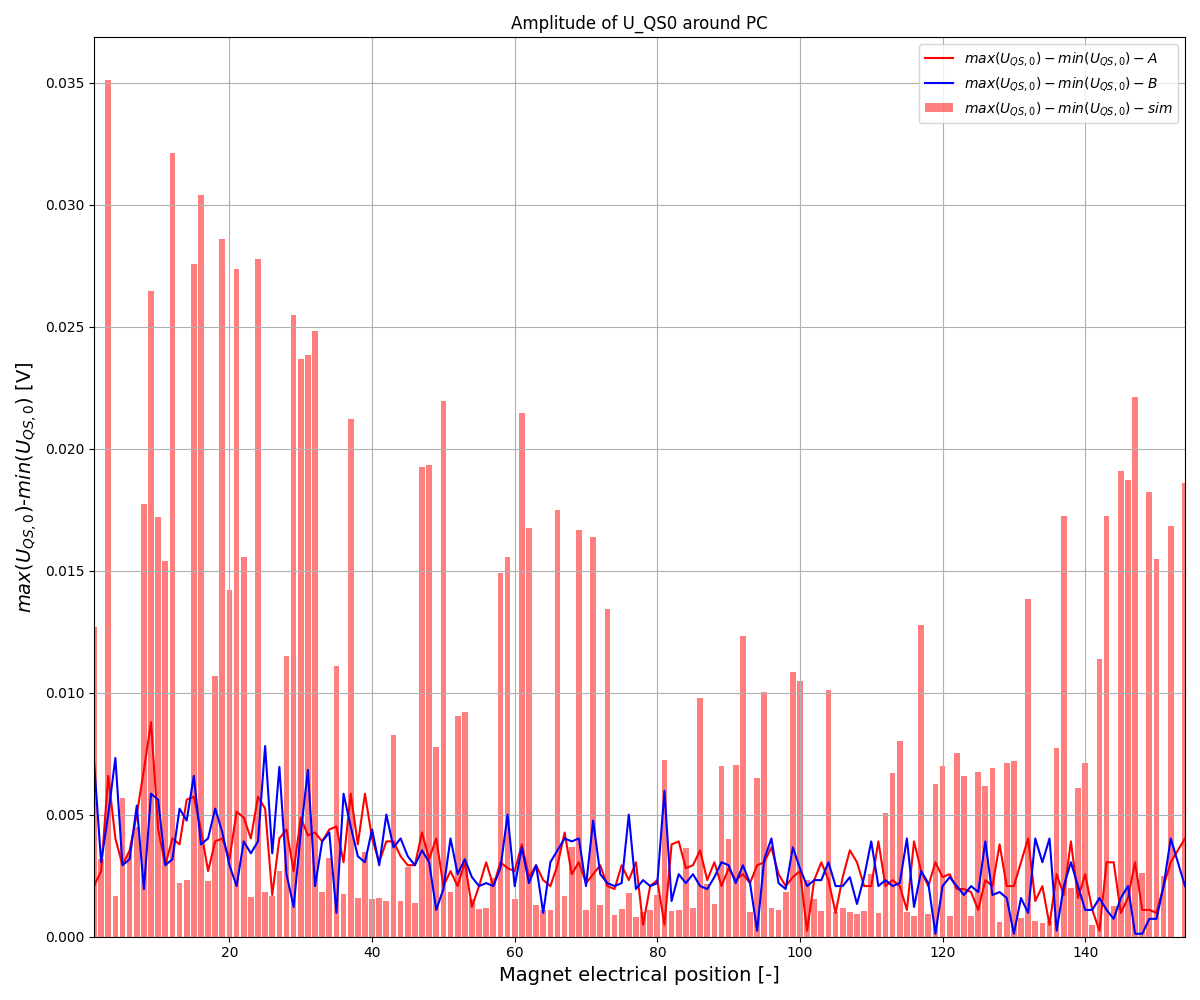 Amplitude of U_QS0 around PC
max(U_{QS,0}) − min(U_{QS,0}) − A
max(U_{QS,0}) − min(U_{QS,0}) − B
max(U_{QS,0}) − min(U_{QS,0}) − sim
max(U_{QS,0})-min(U_{QS,0}) [V]
0.035
0.030
0.025
0.020
0.015
0.010
0.005
0.000
20 40 60 80 100 120 140
Magnet electrical position [-]